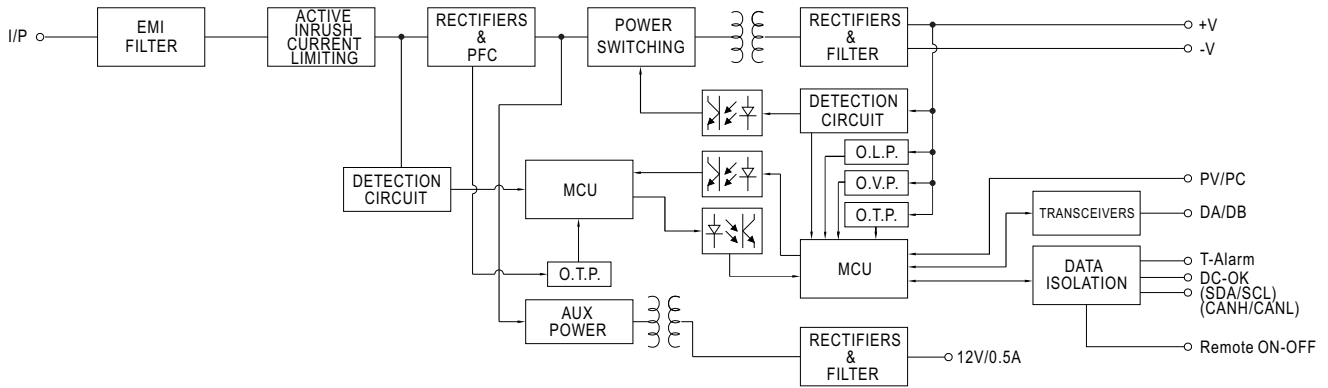 I/P
EMI
FILTER
ACTIVE
INRUSH
CURRENT
LIMITING
RECTIFIERS
&
PFC
POWER
SWITCHING
RECTIFIERS
&
FILTER
+V
-V
DETECTION
CIRCUIT
O.L.P.
O.V.P.
O.T.P.
DETECTION
CIRCUIT
MCU
O.T.P.
MCU
PV/PC
TRANSCEIVERS
DA/DB
DATA
ISOLATION
T-Alarm
DC-OK
(SDA/SCL)
(CANH/CANL)
Remote ON-OFF
AUX
POWER
RECTIFIERS
&
FILTER
12V/0.5A